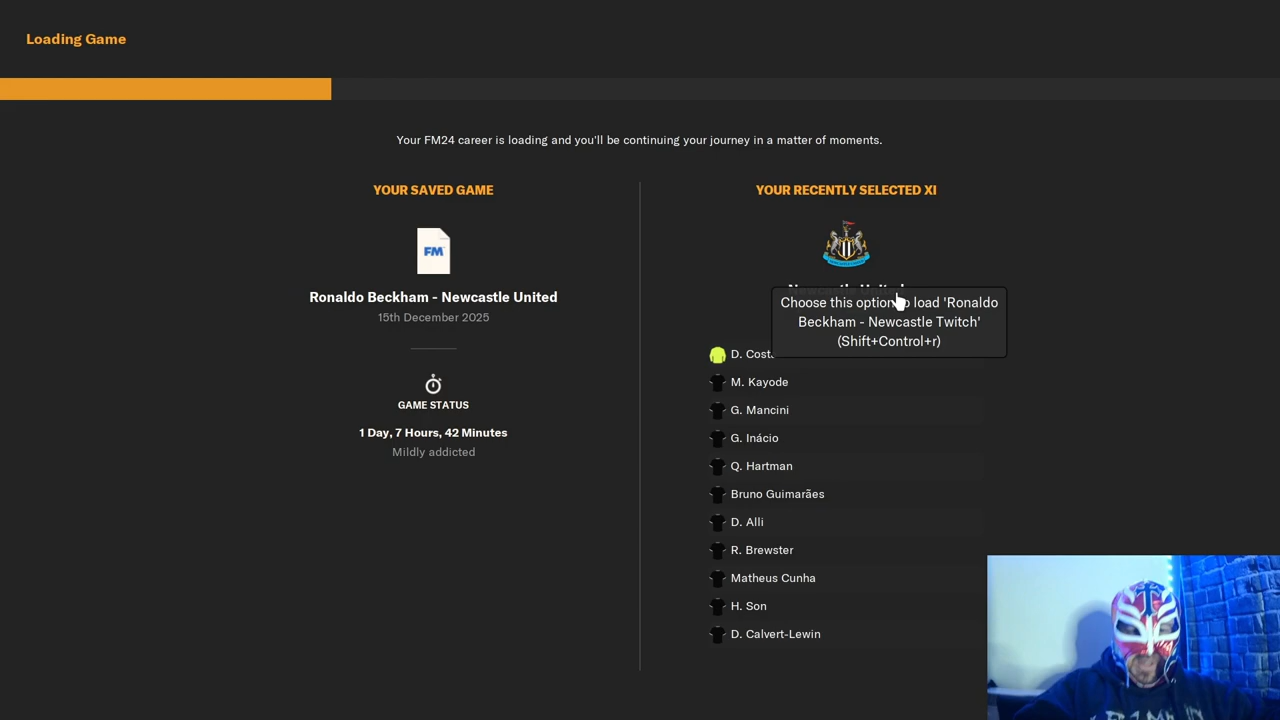 Loading Game
Your FM24 career is loading and you'll be continuing your journey in a matter of moments.
YOUR SAVED GAME
FM
Ronaldo Beckham - Newcastle United
15th December 2025
GAME STATUS
1 Day, 7 Hours, 42 Minutes
Mildly addicted
YOUR RECENTLY SELECTED XI
Choose this option to load 'Ronaldo
Beckham - Newcastle Twitch'
(Shift+Control+r)
D. Costa
M. Kayode
G. Mancini
G. Inácio
Q. Hartman
Bruno Guimarães
D. Alli
R. Brewster
Matheus Cunha
H. Son
D. Calvert-Lewin